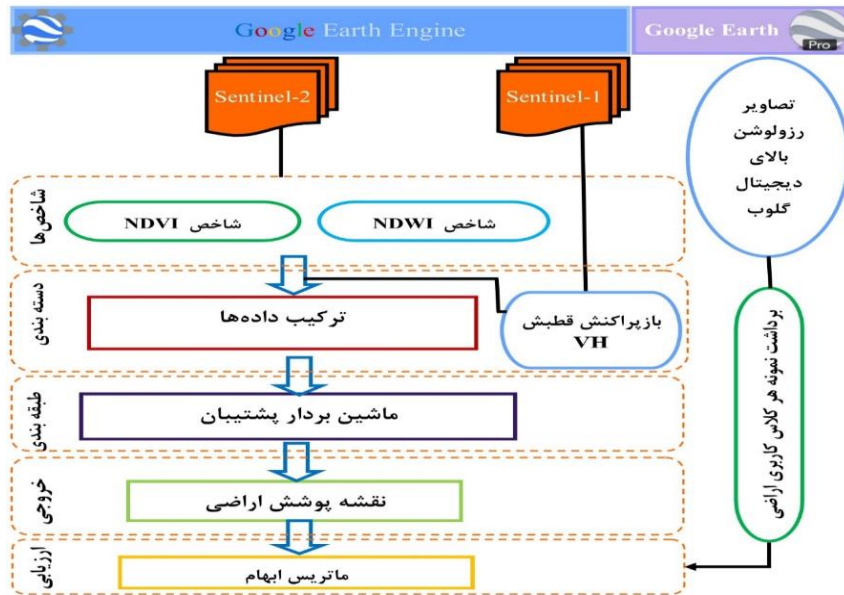 Google Earth Engine
Google Earth
Pro
Sentinel-2
Sentinel-1
تصاویر
رزولوشن
بالای
دیجیتال
گلوب
شاخص‌ها
شاخص NDVI
شاخص NDWI
دسته بندی
ترکیب داده‌ها
بازپراکنش قطبش
VH
برداشت نمونه هر کلاس کاربری اراضی
طبقه بندی
ماشین بردار پشتیبان
خروجی
نقشه پوشش اراضی
ارزیابی
ماتریس ابهام